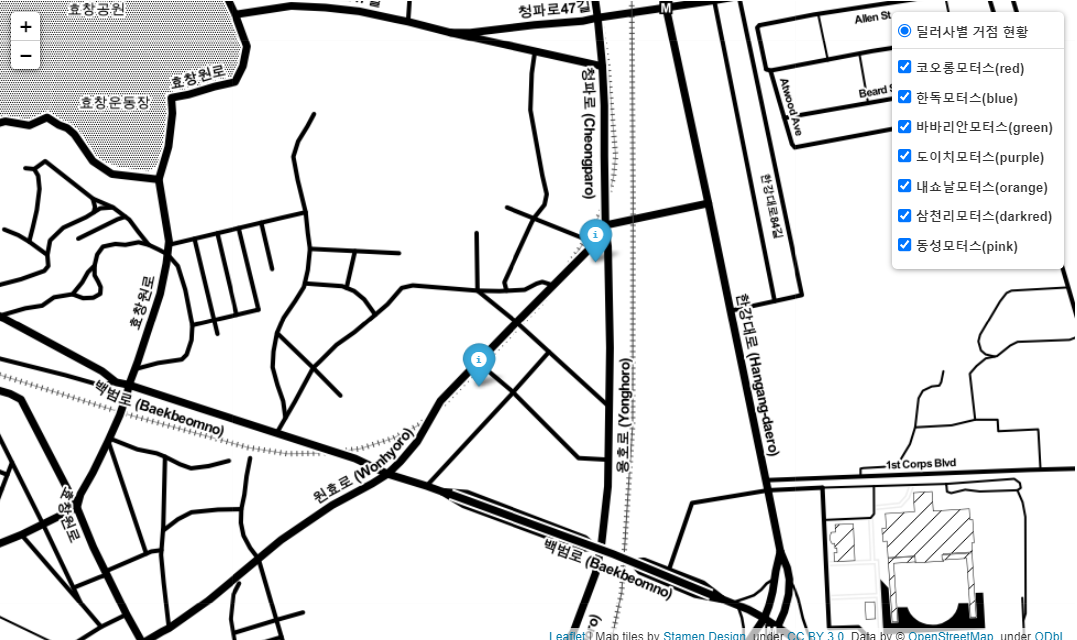 효창공원
효창운동장
효창원로
청파로47길
M
Allen St
Beard S
Atwood Ave
딜러사별 거점 현황
코오롱모터스(red)
한독모터스(blue)
바바리안모터스(green)
도이치모터스(purple)
내쇼날모터스(orange)
삼천리모터스(darkred)
동성모터스(pink)
+
−
청파로 (Cheongparo)
한강대로84길
효창원로
한강대로 (Hangang-daero)
용호로 (Yonghoro)
백범로 (Baekbeomno)
원효로 (Wonhyoro)
1st Corps Blvd
효창원로
백범로 (Baekbeomno)
Leaflet | Map tiles by Stamen Design, under CC BY 3.0. Data by © OpenStreetMap, under ODbL